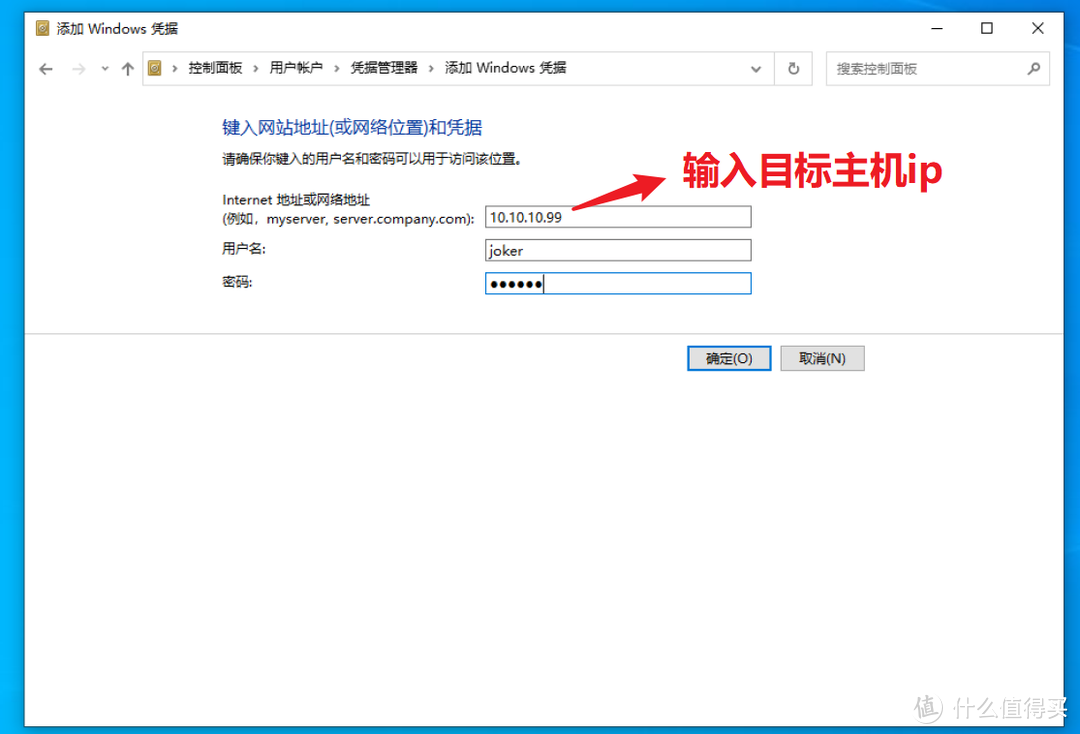 添加 Windows 凭据
控制面板 › 用户帐户 › 凭据管理器 › 添加 Windows 凭据
搜索控制面板
键入网站地址(或网络位置)和凭据
请确保你键入的用户名和密码可以用于访问该位置。
输入目标主机ip
Internet 地址或网络地址
(例如，myserver, server.company.com):
10.10.10.99
用户名:
joker
密码:
••••••
确定(O)
取消(N)
值 什么值得买